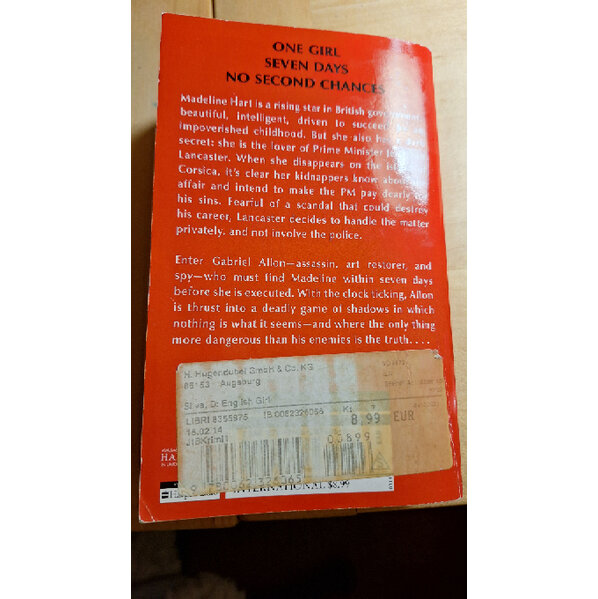 ONE GIRL
SEVEN DAYS
NO SECOND CHANCES
Madeline Hart is a rising star in British
beautiful, intelligent, driven to succeed
impoverished childhood. But she also
secret: she is the lover of Prime Minister
Lancaster. When she disappears on the
Corsica, it's clear her kidnappers know
affair and intend to make the PM pay dearly
his sins. Fearful of a scandal that could destroy
his career, Lancaster decides to handle the matter
privately, and not involve the police.
Enter Gabriel Allon—assassin, art restorer, and
spy—who must find Madeline within seven days
before she is executed. With the clock ticking, Allon
is thrust into a deadly game of shadows in which
nothing is what it seems—and where the only thing
more dangerous than his enemies is the truth. . . .
H. Hugendubel GmbH & Co. KG
86153 Augsburg
Silva, D: English Girl
LIBRI 8355975
18.02.14
8.99 EUR
INTERNATIONAL $8.99